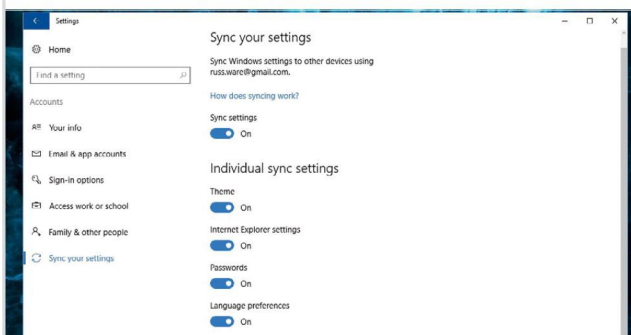 Settings
Home
Find a setting
Accounts
Your info
Email & app accounts
Sign-in options
Access work or school
Family & other people
Sync your settings
Sync your settings
Sync Windows settings to other devices using
russ.ware@gmail.com.
How does syncing work?
Sync settings
On
Individual sync settings
Theme
On
Internet Explorer settings
On
Passwords
On
Language preferences
On